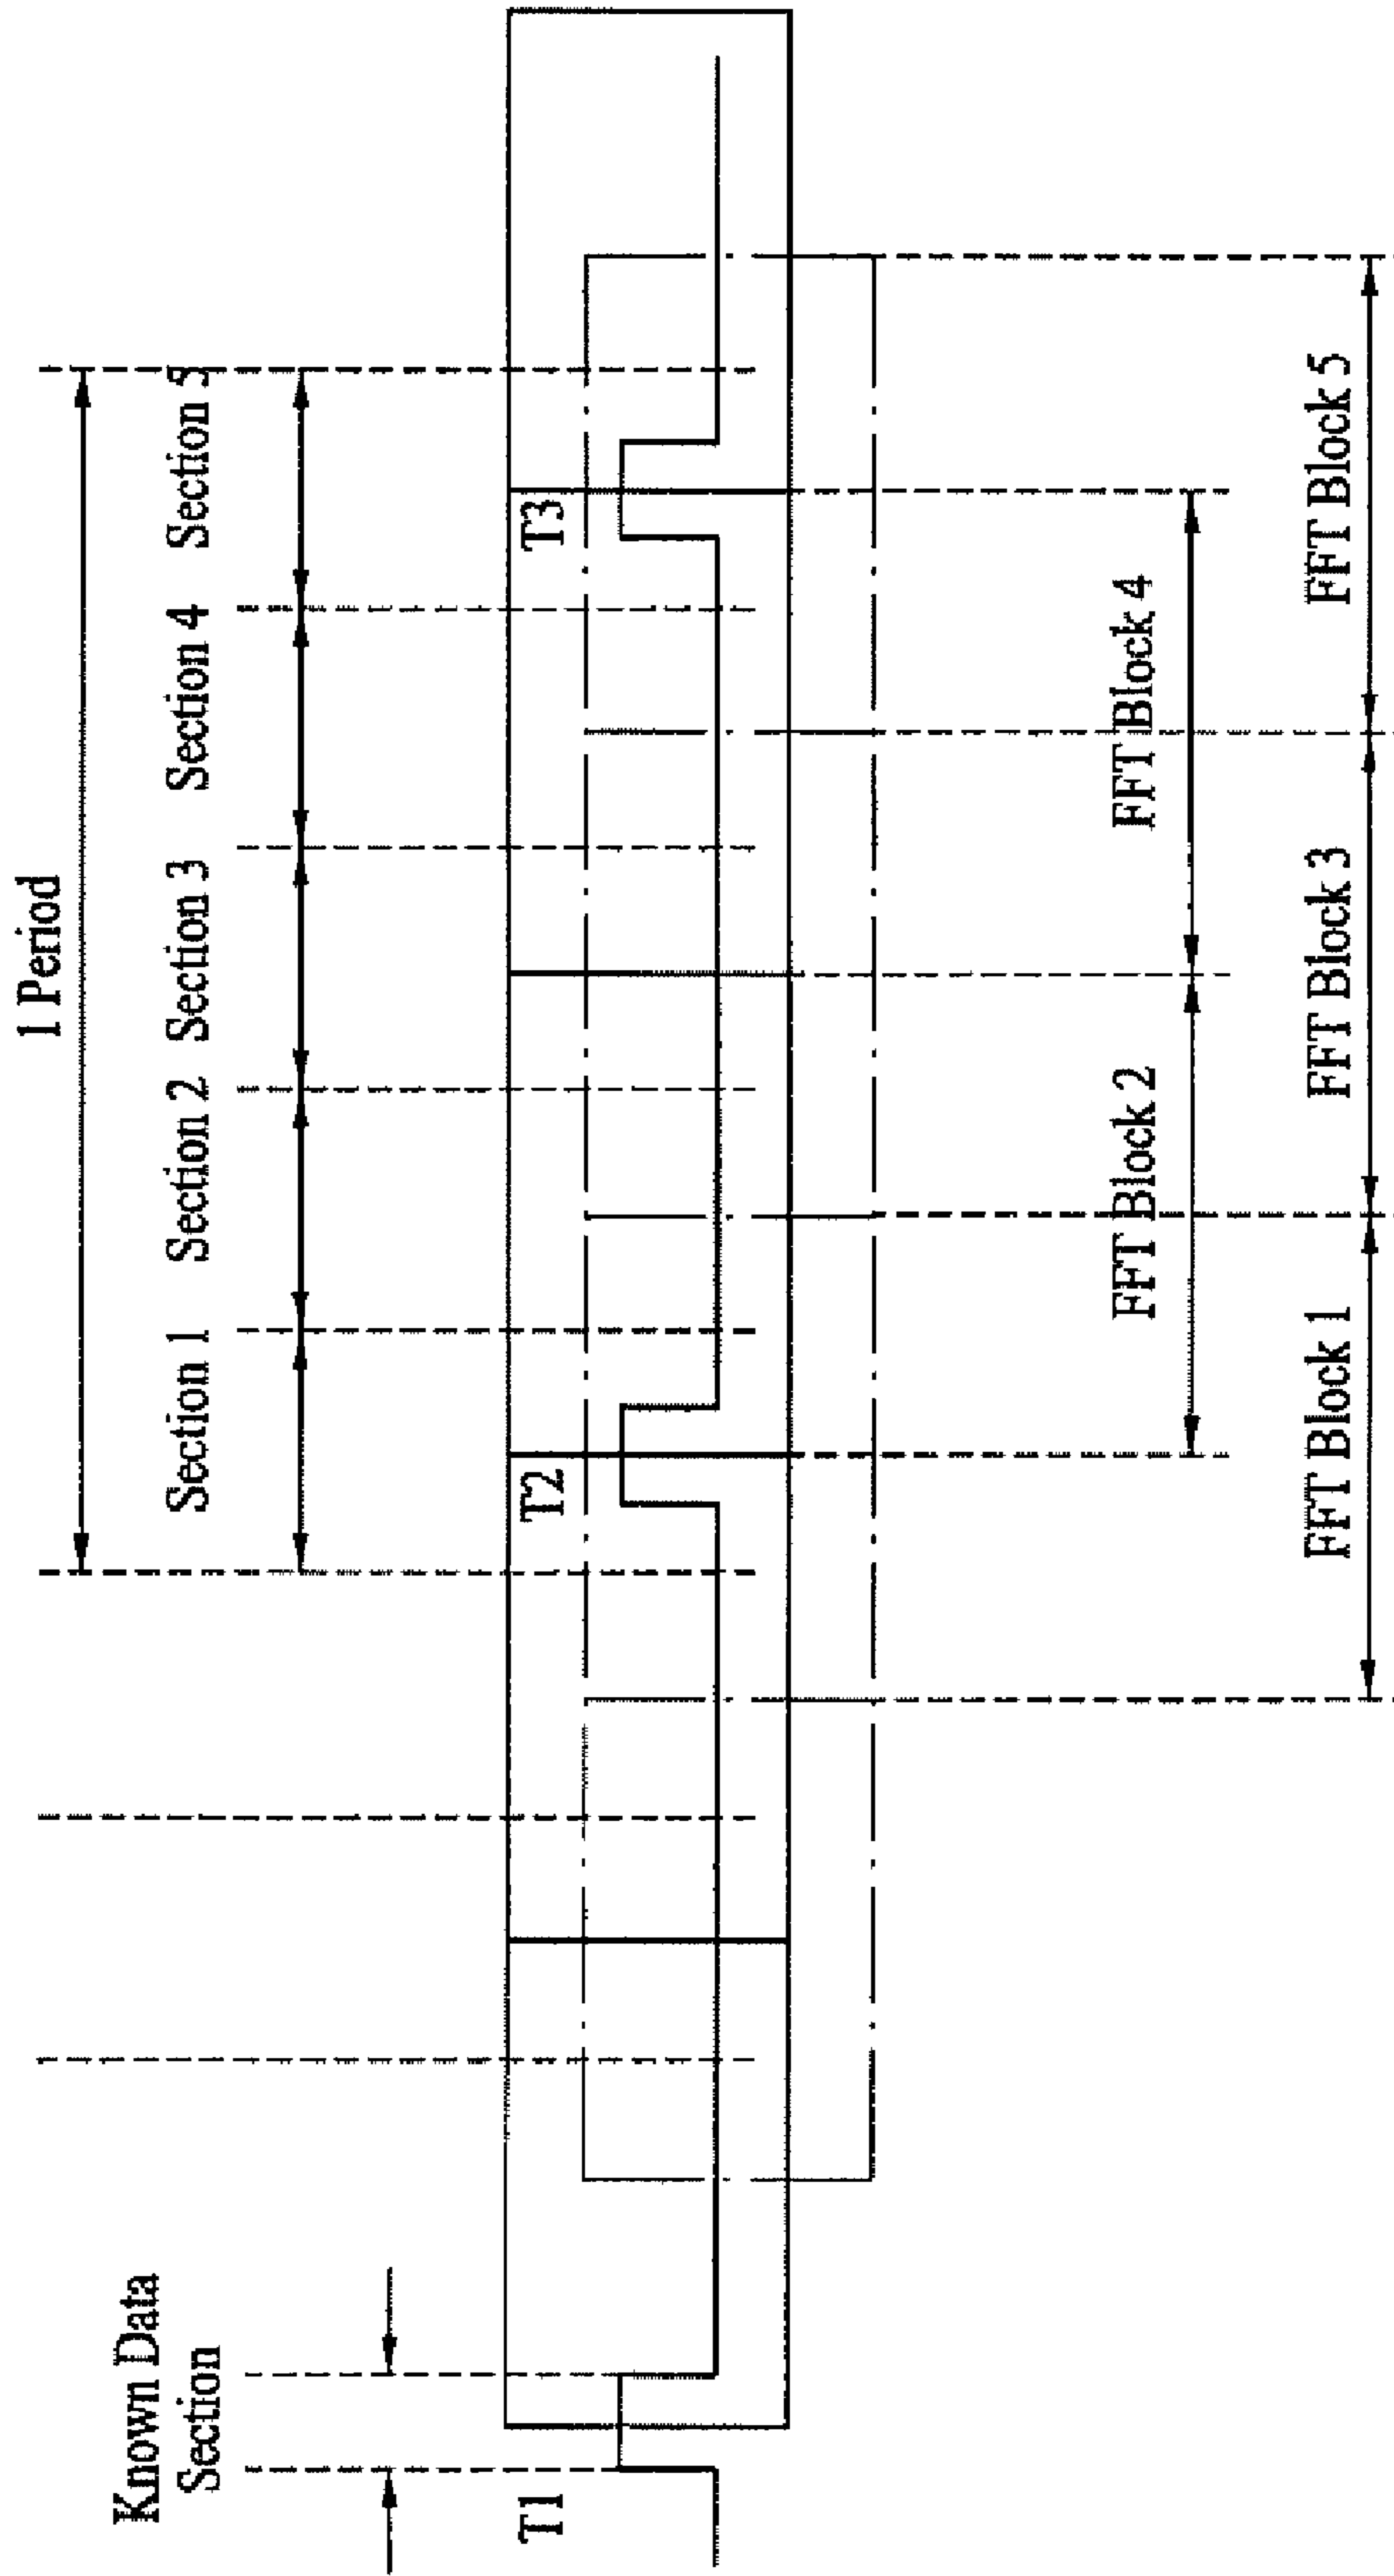 1 Period
Section 1
Section 2
Section 3
Section 4
Section 5
Known Data
Section
T1
T2
T3
FFT Block 2
FFT Block 4
FFT Block 1
FFT Block 3
FFT Block 5